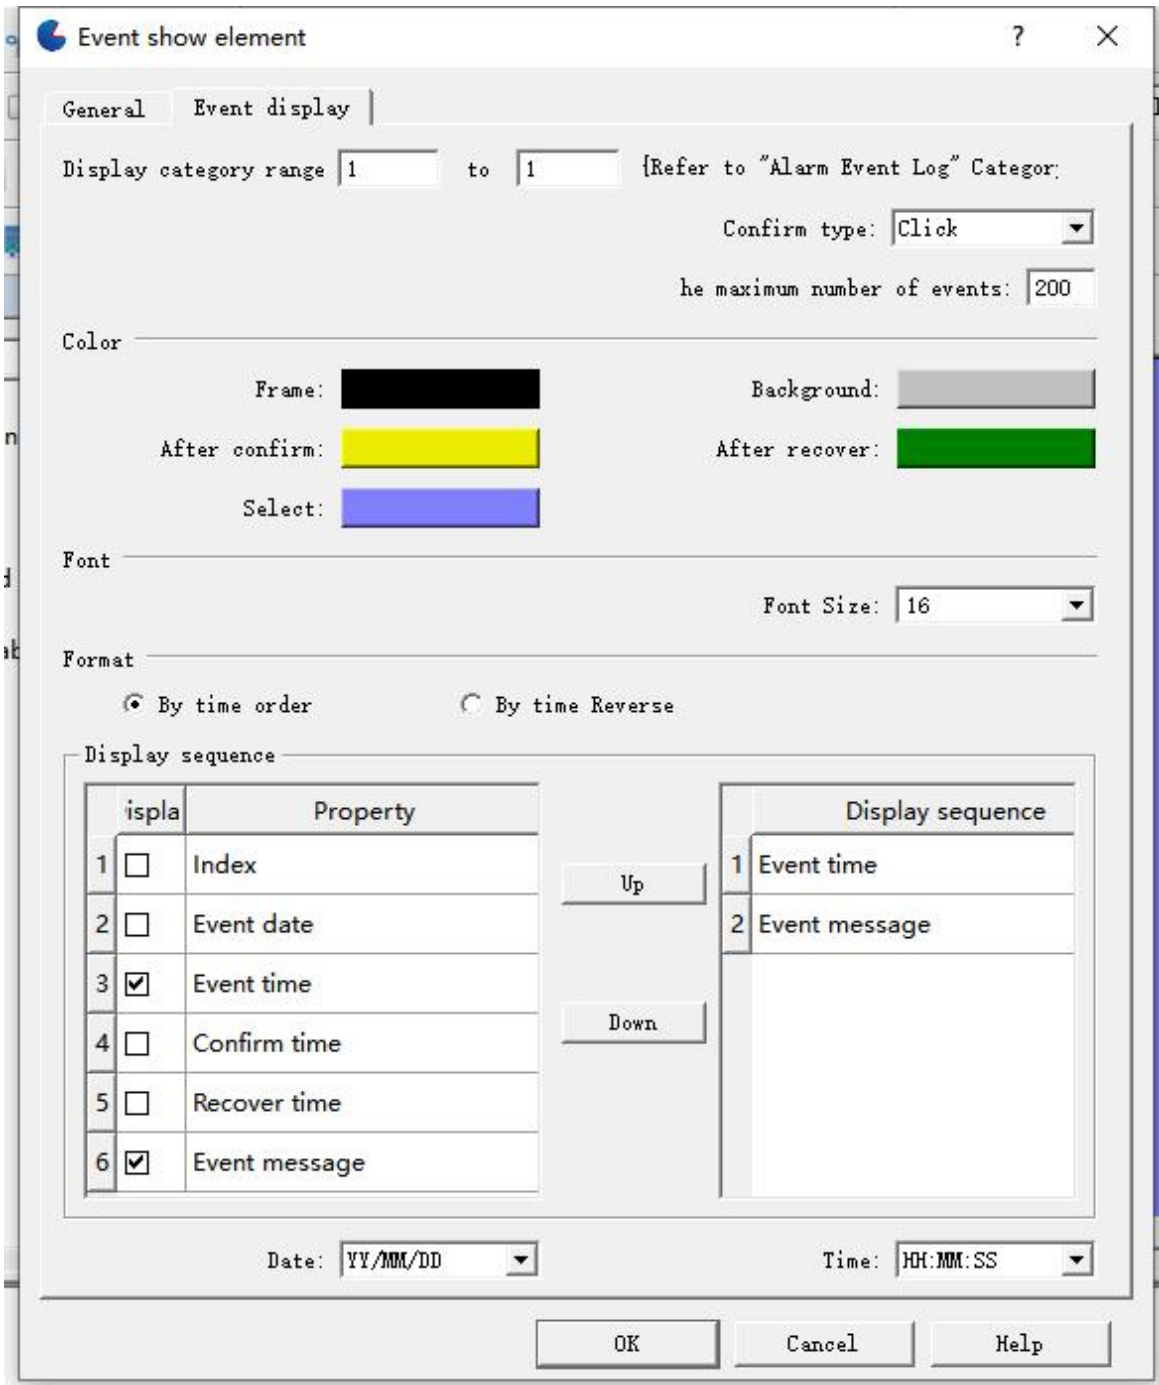 Event show element ?
General Event display
Display category range 1 to 1 {Refer to "Alarm Event Log" Categor
Confirm type: Click
he maximum number of events: 200
Color
Frame: Background:
After confirm: After recover:
Select:
Font
Font Size: 16
Format
By time order By time Reverse
Display sequence
ispla Property Display sequence
1 Index 1 Event time
2 Event date 2 Event message
3 Event time
4 Confirm time
5 Recover time
6 Event message
Up
Down
Date: YY/MM/DD Time: HH:MM:SS
OK Cancel Help